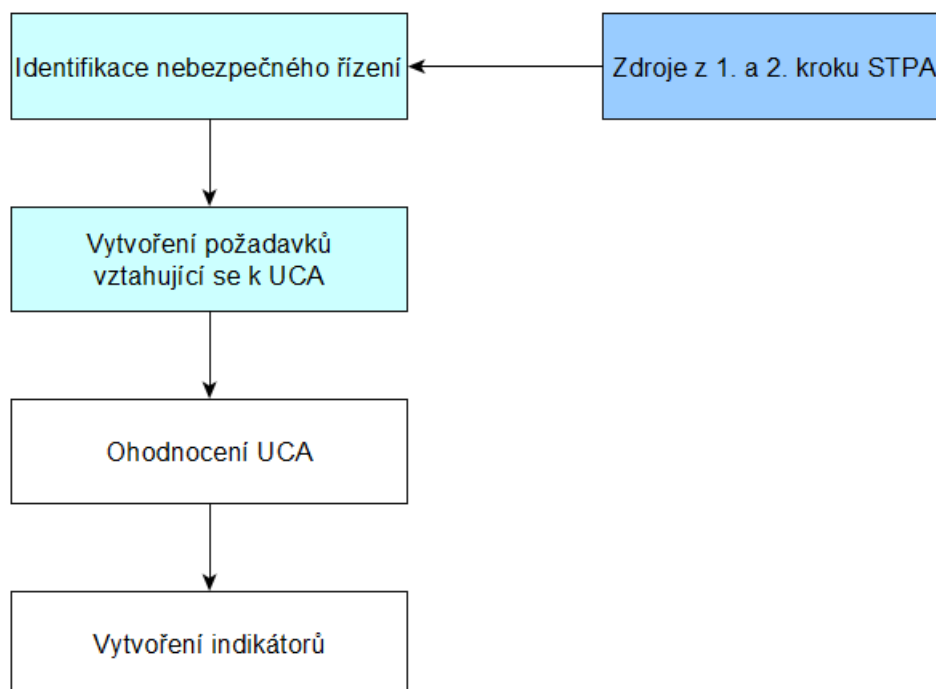 Identifikace nebezpečného řízení
Zdroje z 1. a 2. kroku STPA
Vytvoření požadavků
vztahující se k UCA
Ohodnocení UCA
Vytvoření indikátorů